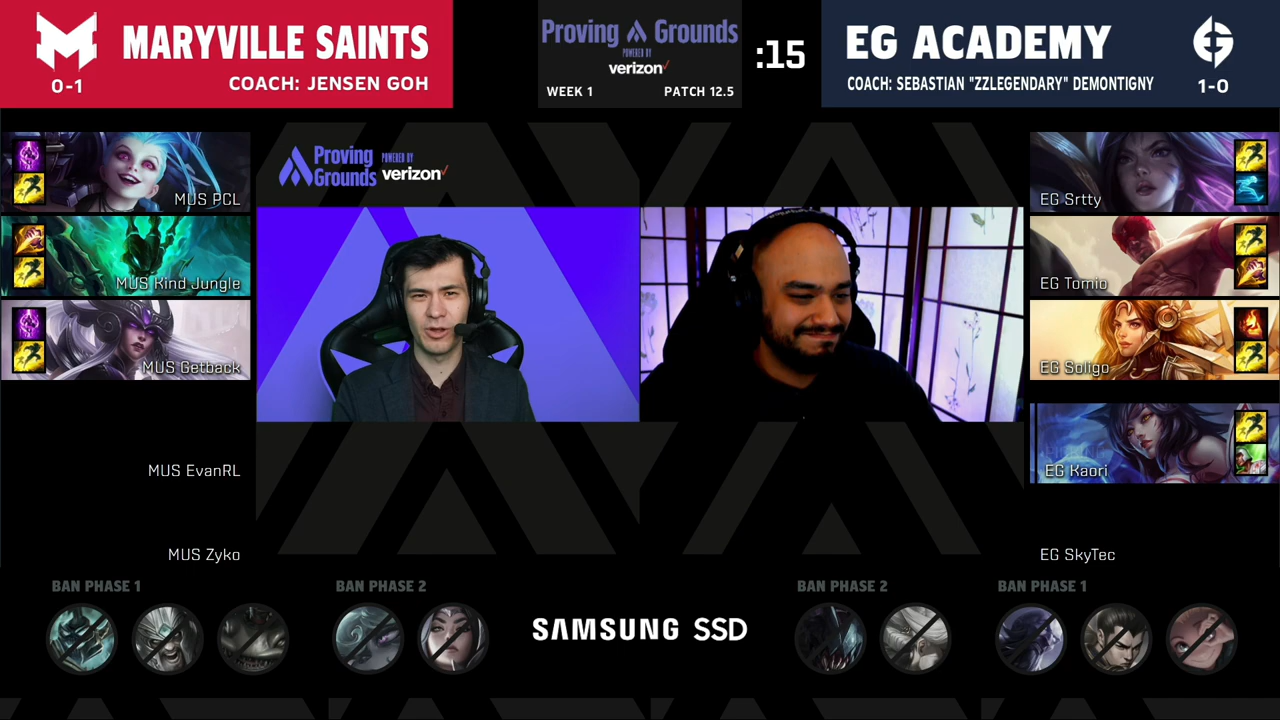 MARYVILLE SAINTS
0-1
COACH: JENSEN GOH
Proving Grounds
POWERED BY
verizon
WEEK 1
PATCH 12.5
:15
EG ACADEMY
COACH: SEBASTIAN "ZZLEGENDARY" DEMONTIGNY
1-0
Proving
Grounds
POWERED BY
verizon
MUS PCL
MUS Kind Jungle
MUS Getback
MUS EvanRL
MUS Zyko
EG Srtty
EG Tomio
EG Soligo
EG Kaori
EG SkyTec
BAN PHASE 1
BAN PHASE 2
SAMSUNG SSD
BAN PHASE 2
BAN PHASE 1